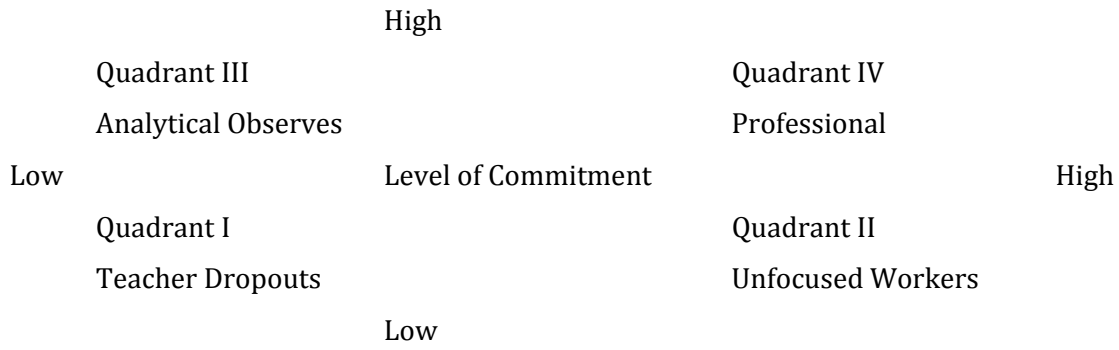 High
Quadrant III Quadrant IV
Analytical Observes Professional
Low Level of Commitment High
Quadrant I Quadrant II
Teacher Dropouts Unfocused Workers
Low